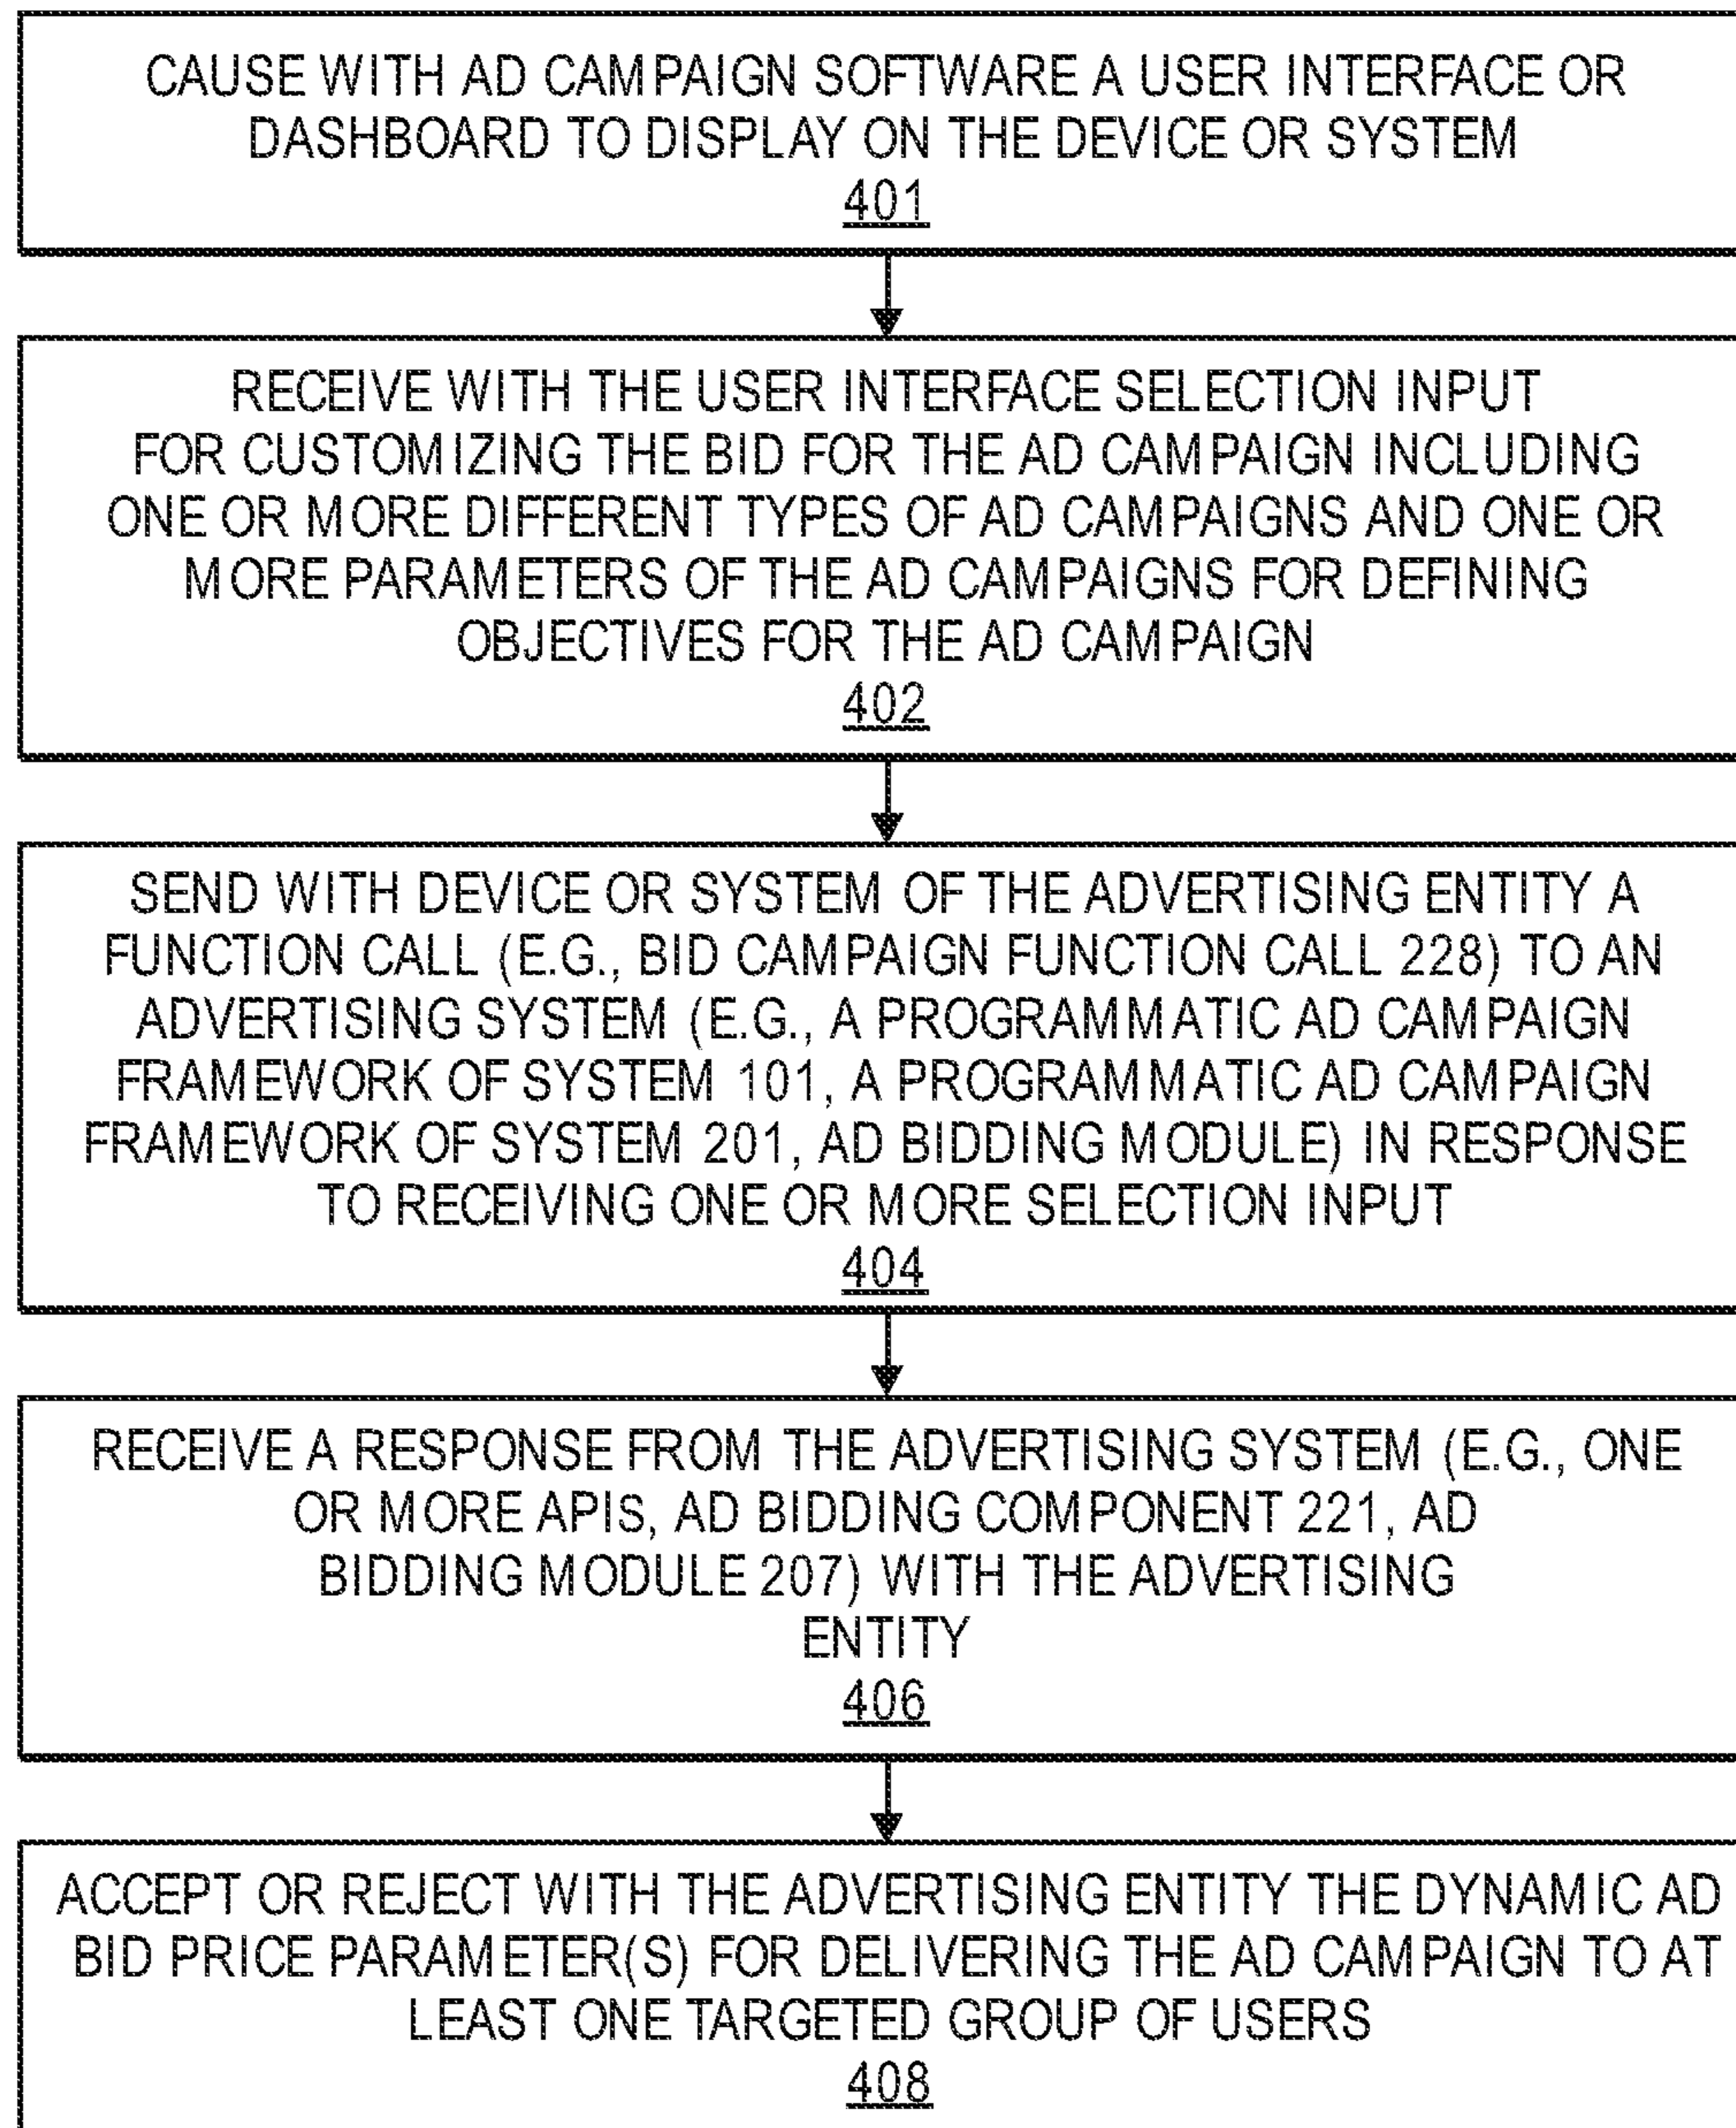 CAUSE WITH AD CAMPAIGN SOFTWARE A USER INTERFACE OR
DASHBOARD TO DISPLAY ON THE DEVICE OR SYSTEM
401
RECEIVE WITH THE USER INTERFACE SELECTION INPUT
FOR CUSTOMIZING THE BID FOR THE AD CAMPAIGN INCLUDING
ONE OR MORE DIFFERENT TYPES OF AD CAMPAIGNS AND ONE OR
MORE PARAMETERS OF THE AD CAMPAIGNS FOR DEFINING
OBJECTIVES FOR THE AD CAMPAIGN
402
SEND WITH DEVICE OR SYSTEM OF THE ADVERTISING ENTITY A
FUNCTION CALL (E.G., BID CAMPAIGN FUNCTION CALL 228) TO AN
ADVERTISING SYSTEM (E.G., A PROGRAMMATIC AD CAMPAIGN
FRAMEWORK OF SYSTEM 101, A PROGRAMMATIC AD CAMPAIGN
FRAMEWORK OF SYSTEM 201, AD BIDDING MODULE) IN RESPONSE
TO RECEIVING ONE OR MORE SELECTION INPUT
404
RECEIVE A RESPONSE FROM THE ADVERTISING SYSTEM (E.G., ONE
OR MORE APIs, AD BIDDING COMPONENT 221, AD
BIDDING MODULE 207) WITH THE ADVERTISING
ENTITY
406
ACCEPT OR REJECT WITH THE ADVERTISING ENTITY THE DYNAMIC AD
BID PRICE PARAMETER(S) FOR DELIVERING THE AD CAMPAIGN TO AT
LEAST ONE TARGETED GROUP OF USERS
408